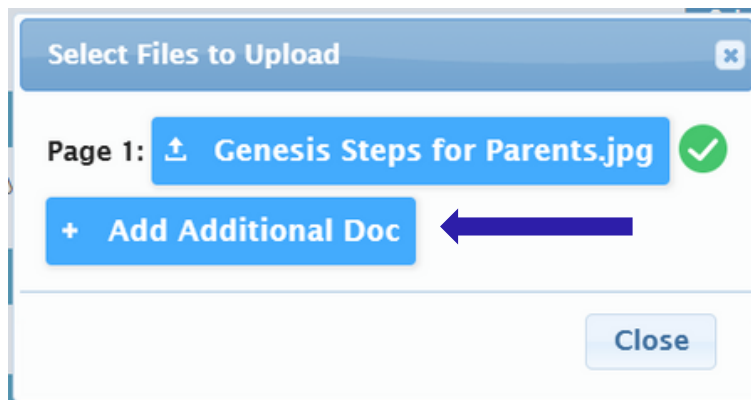 Select Files to Upload
Page 1: Genesis Steps for Parents.jpg
+ Add Additional Doc
Close